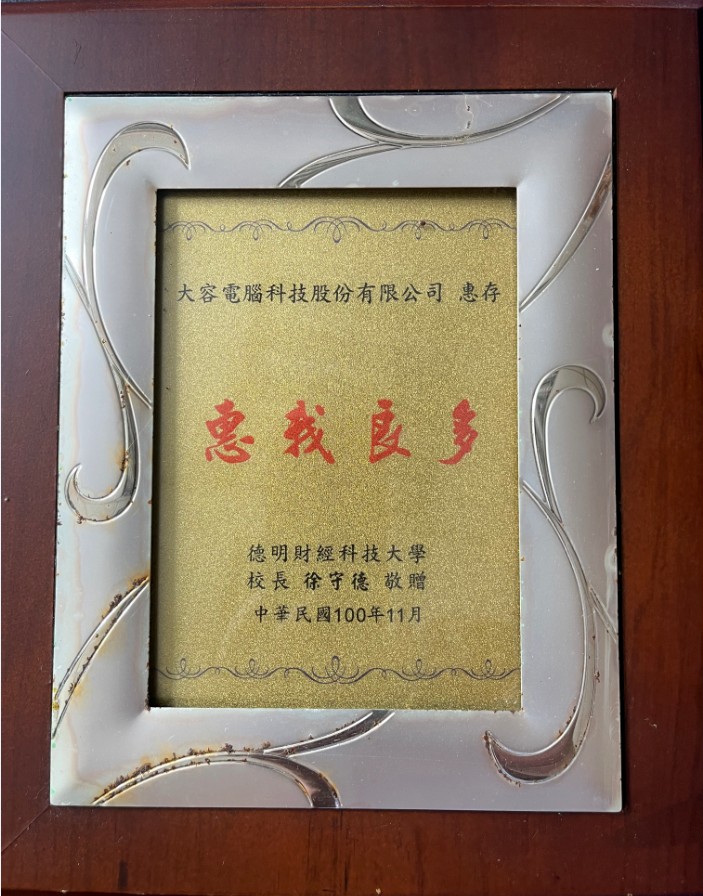 大容電腦科技股份有限公司 惠存
惠我良多
德明財經科技大學
校長 徐守德 敬贈
中華民國100年11月